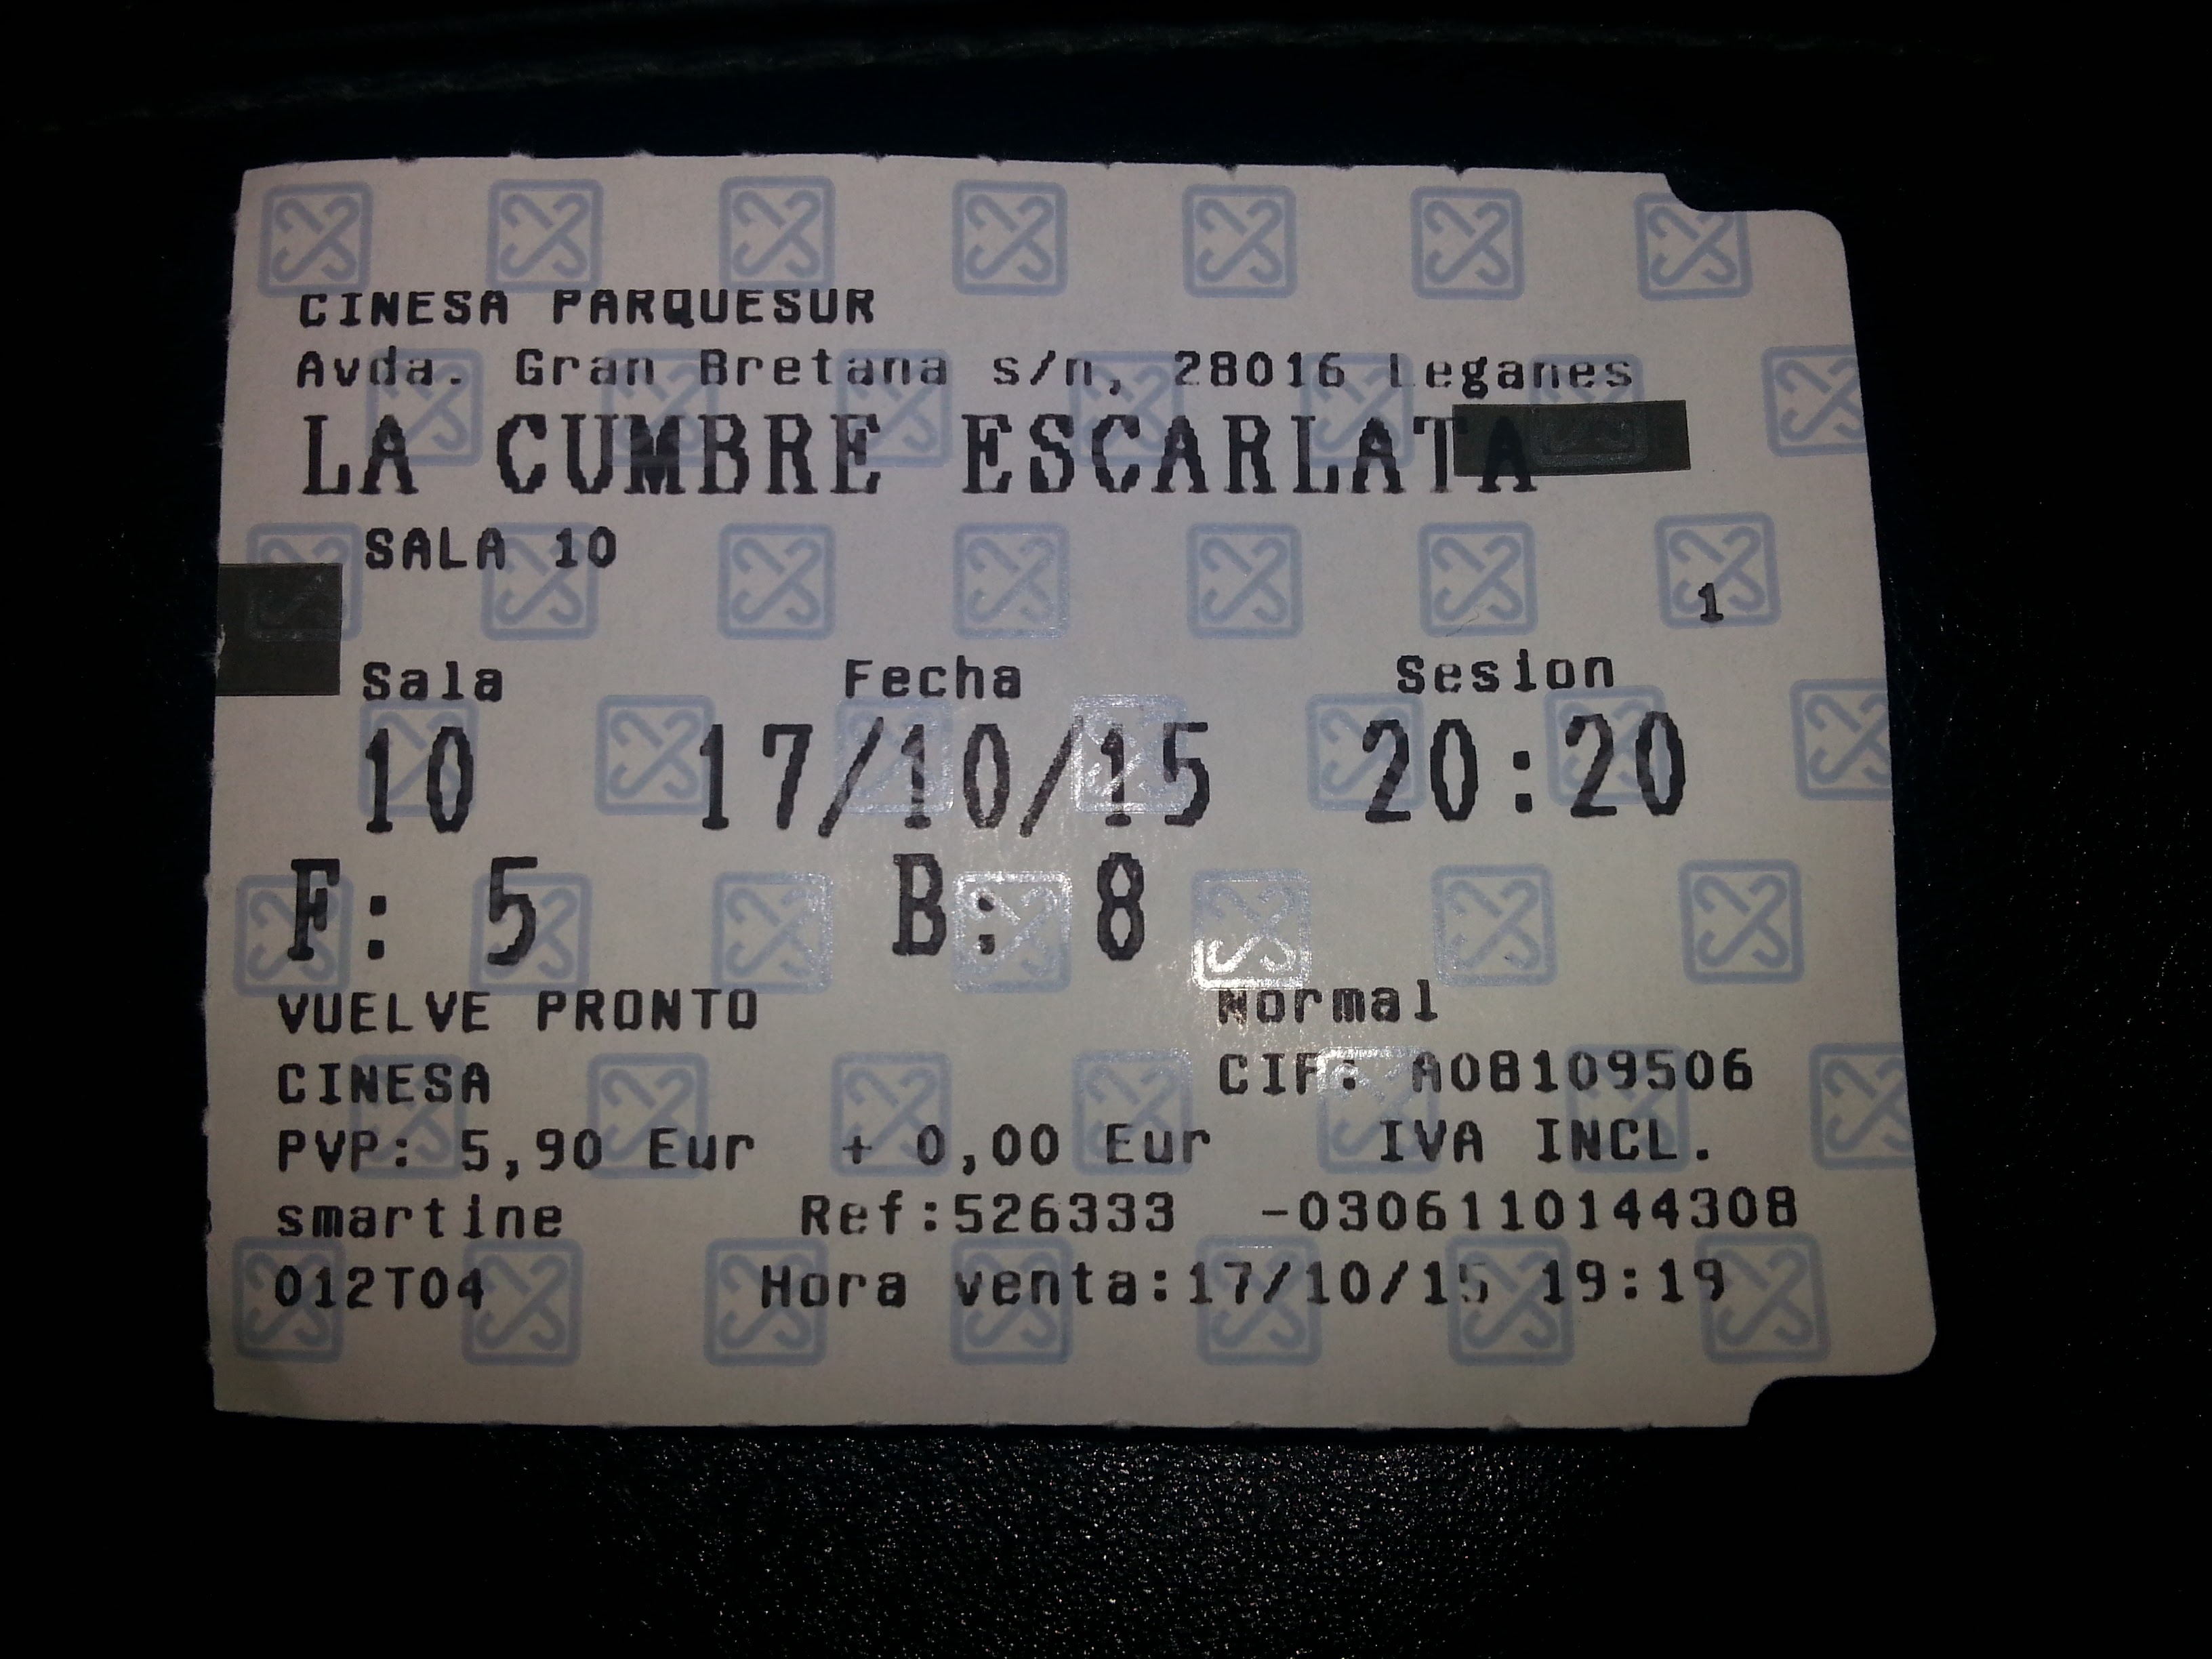 CINESA PARQUESUR
Avda. Gran Bretana s/n, 28016 Leganes
LA CUMBRE ESCARLATA
SALA 10
1
Sala Fecha Sesion
10 17/10/15 20:20
F: 5 B: 8
VUELVE PRONTO Normal
CINESA CIF: A08109506
PVP: 5,90 Eur + 0,00 Eur IVA INCL.
smartine Ref:526333 -0306110144308
012T04 Hora venta:17/10/15 19:19